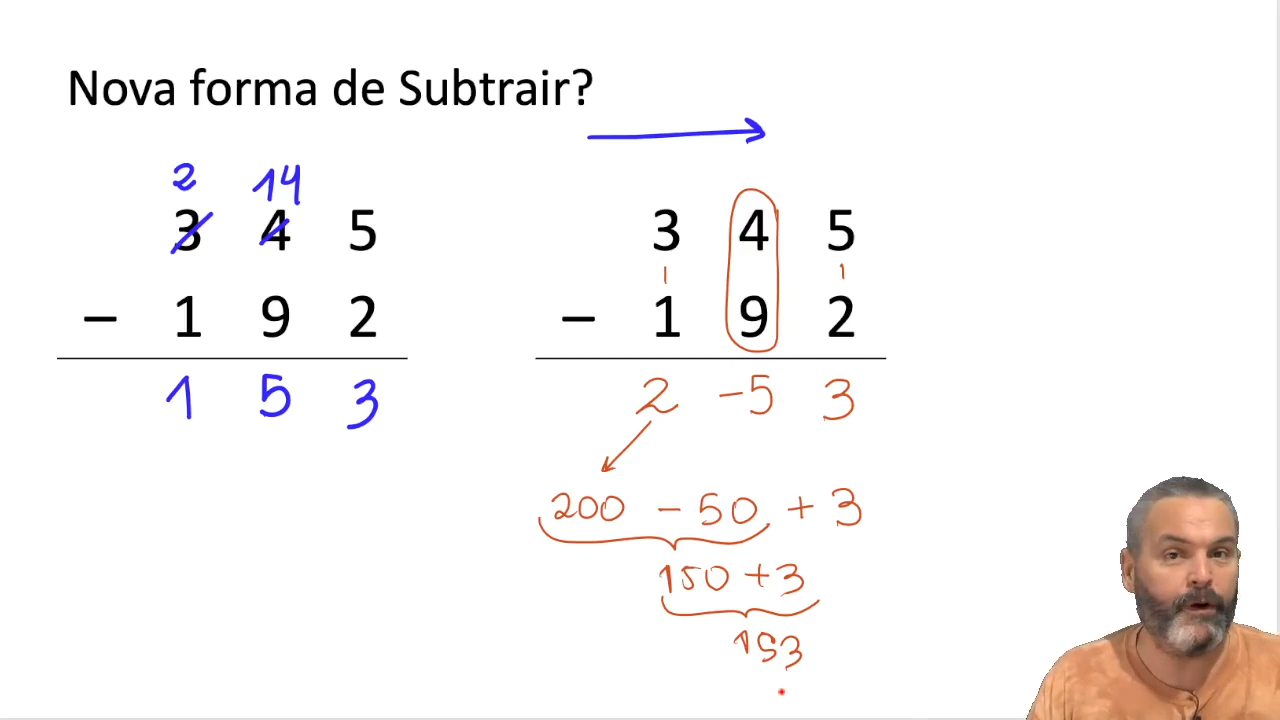 Nova forma de Subtrair?
2 14
3 4 5
− 1 9 2
1 5 3
3 4 5
− 1 9 2
2 -5 3
200 - 50 + 3
150 + 3
153